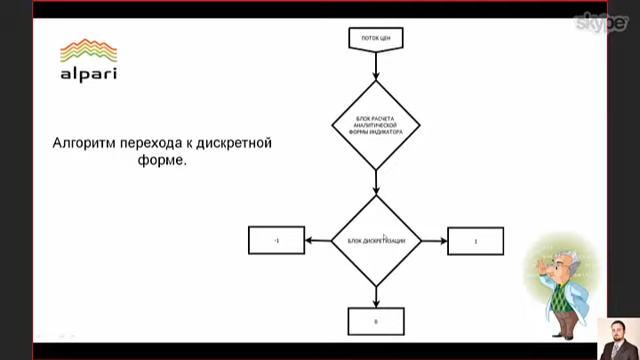 skype
ПОТОК ЦЕН
alpari
БЛОК РАСЧЕТА
АНАЛИТИЧЕСКОЙ
ФОРМЫ ИНДИКАТОРА
Алгоритм перехода к дискретной
форме.
-1
БЛОК ДИСКРЕТИЗАЦИИ
1
0